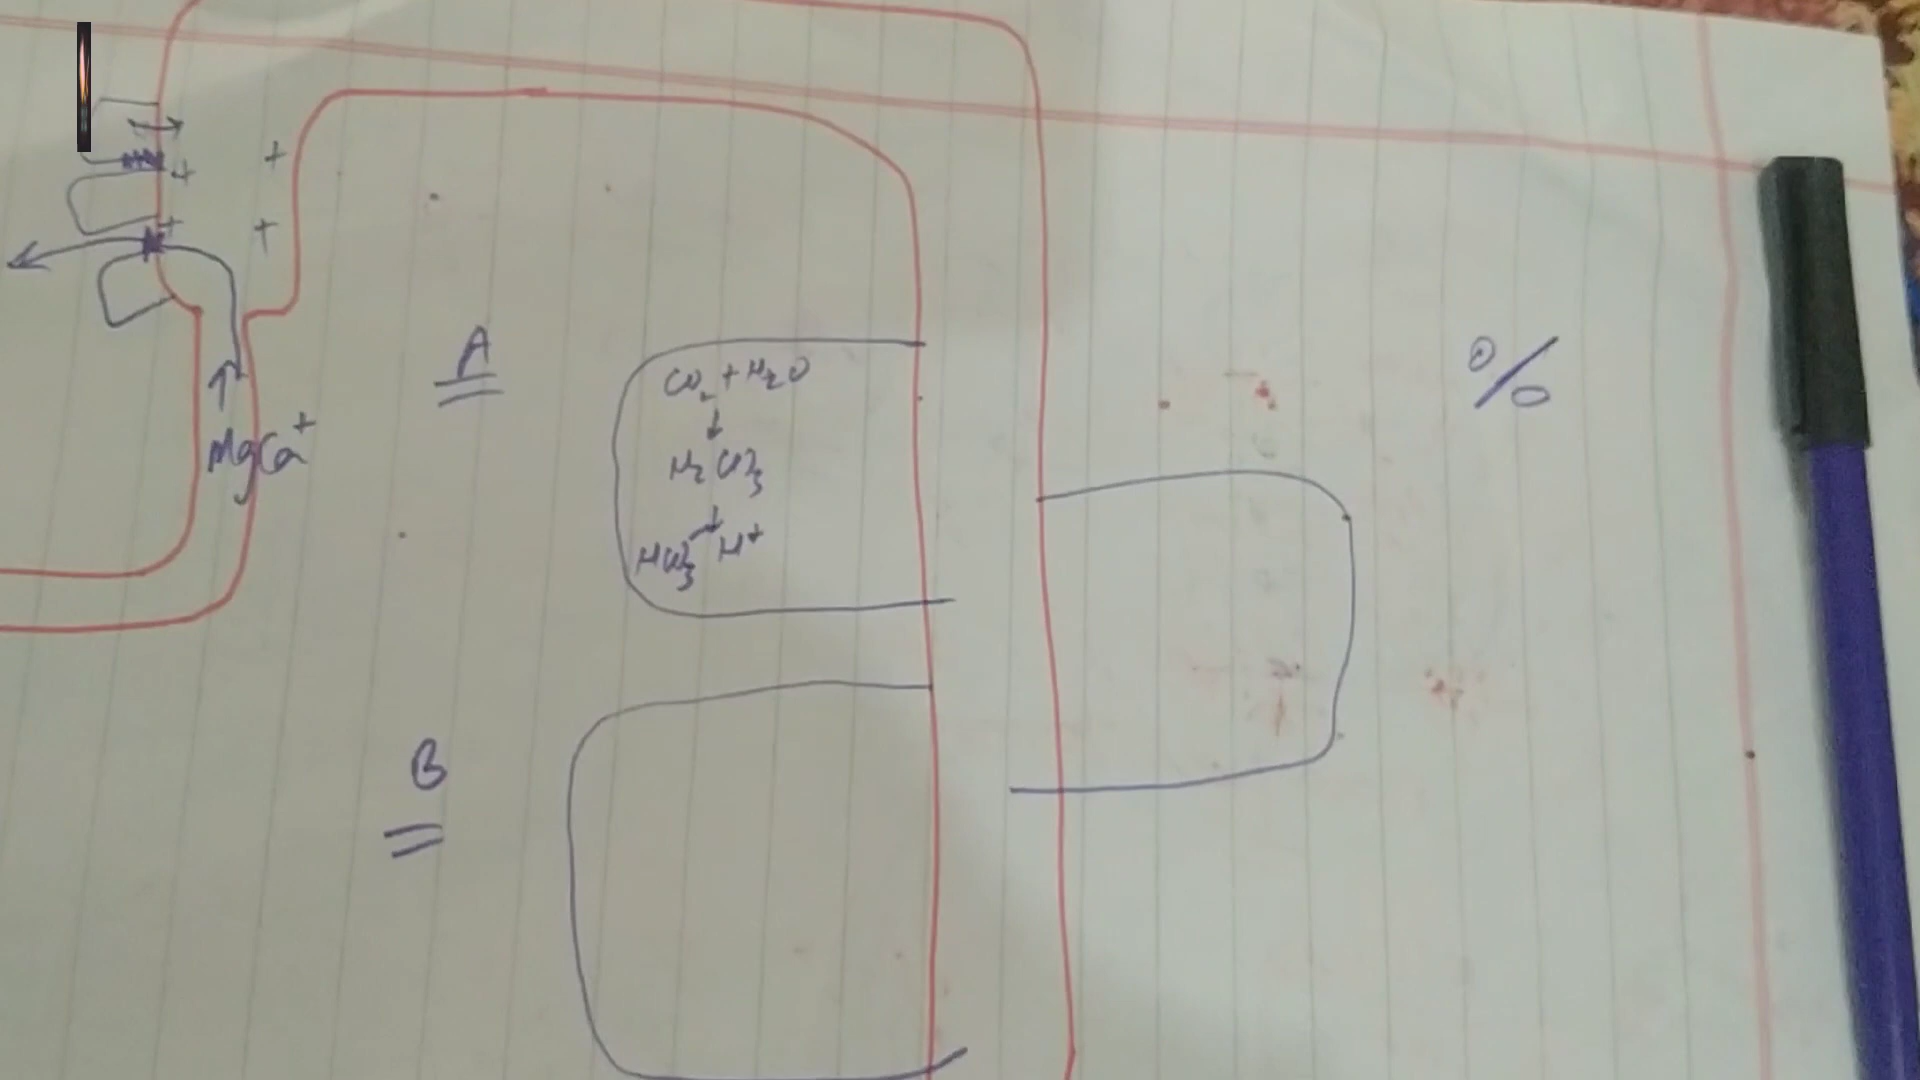 + +
+ +
A
%
CO2 + H2O
↓
MgCa+
H2CO3
↓
HCO3- H+
B